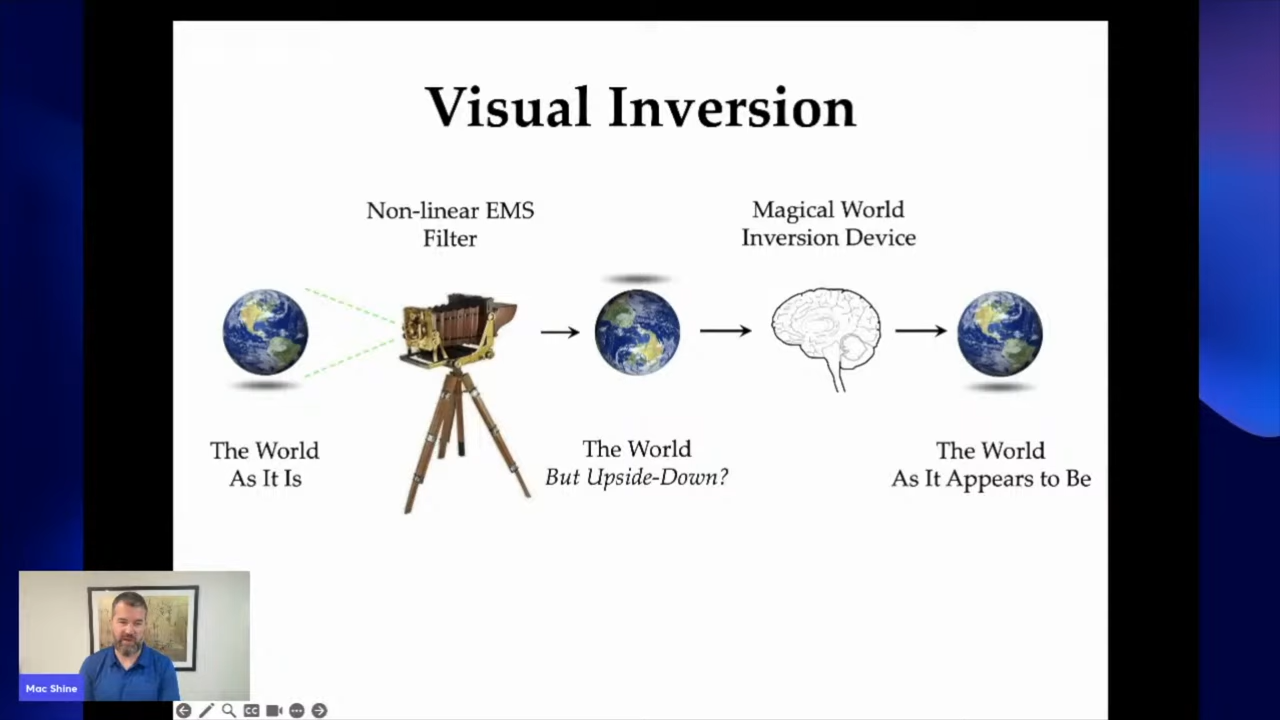 Visual Inversion
Non-linear EMS
Filter
Magical World
Inversion Device
The World
As It Is
The World
But Upside-Down?
The World
As It Appears to Be
Mac Shine
CC